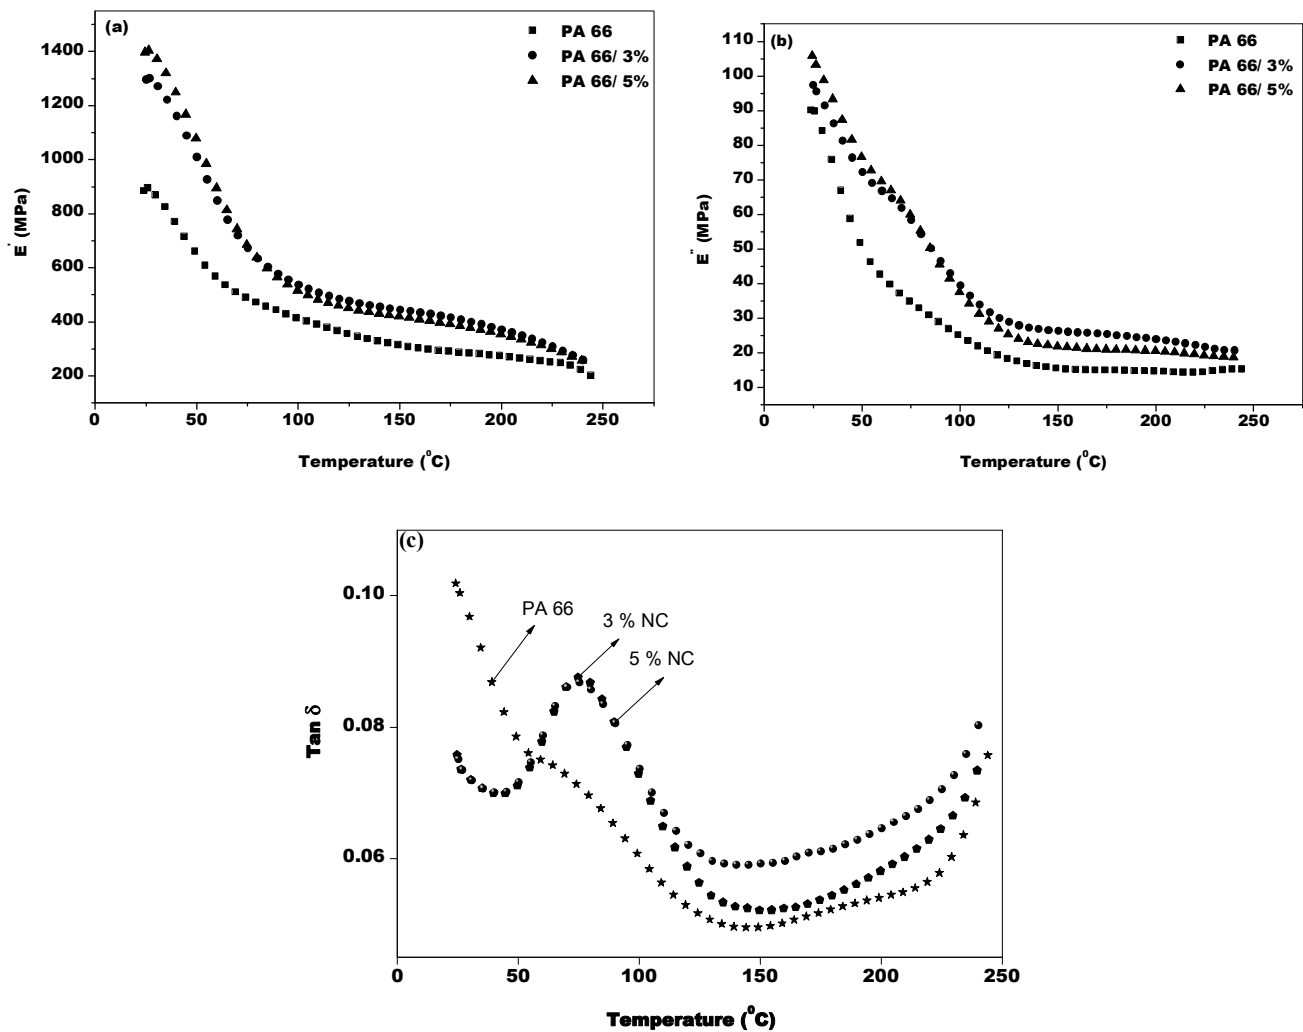 (a)
PA 66
PA 66/ 3%
PA 66/ 5%
1400
1200
1000
800
600
400
200
0
50
100
150
200
250
E' (MPa)
Temperature (⁰C)
(b)
PA 66
PA 66/ 3%
PA 66/ 5%
110
100
90
80
70
60
50
40
30
20
10
0
50
100
150
200
250
E'' (MPa)
Temperature (⁰C)
(c)
PA 66
3 % NC
5 % NC
0.10
0.08
0.06
0
50
100
150
200
250
Tan δ
Temperature (⁰C)